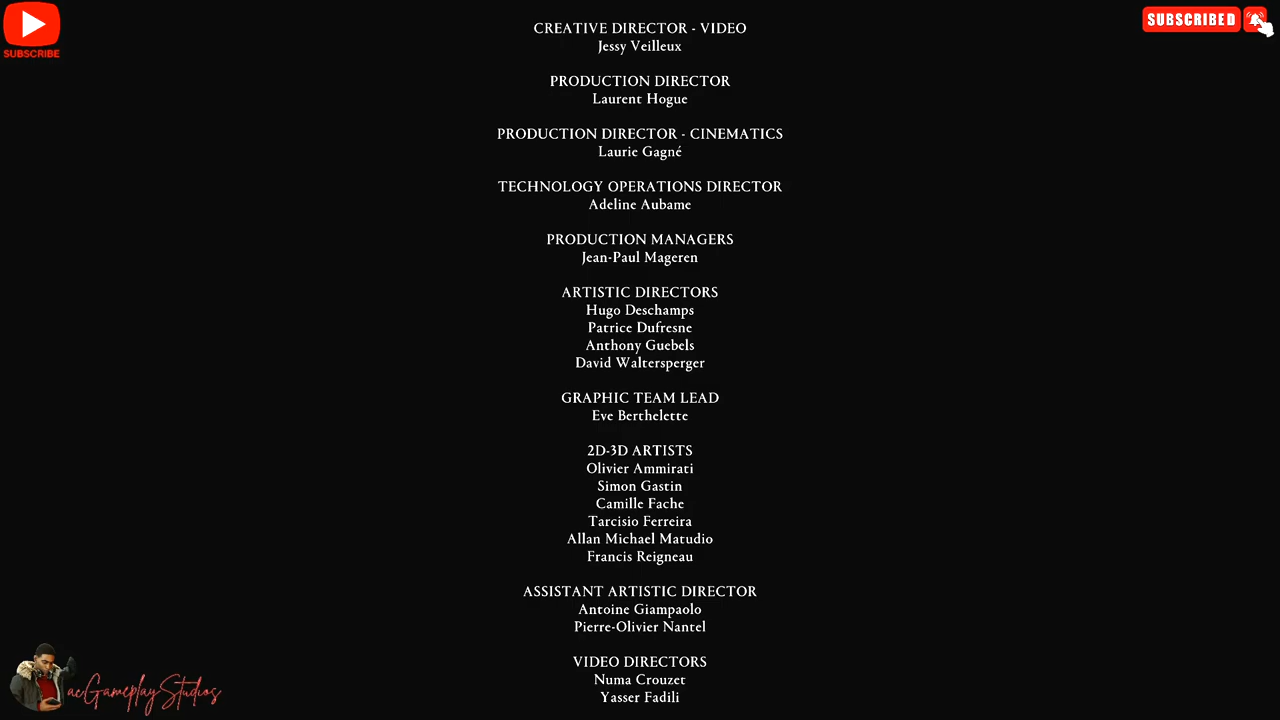 SUBSCRIBE
SUBSCRIBED
CREATIVE DIRECTOR - VIDEO
Jessy Veilleux
PRODUCTION DIRECTOR
Laurent Hogue
PRODUCTION DIRECTOR - CINEMATICS
Laurie Gagné
TECHNOLOGY OPERATIONS DIRECTOR
Adeline Aubame
PRODUCTION MANAGERS
Jean-Paul Mageren
ARTISTIC DIRECTORS
Hugo Deschamps
Patrice Dufresne
Anthony Guebels
David Waltersperger
GRAPHIC TEAM LEAD
Eve Berthelette
2D-3D ARTISTS
Olivier Ammirati
Simon Gastin
Camille Fache
Tarcisio Ferreira
Allan Michael Matudio
Francis Reigneau
ASSISTANT ARTISTIC DIRECTOR
Antoine Giampaolo
Pierre-Olivier Nantel
VIDEO DIRECTORS
Numa Crouzet
Yasser Fadili
aeGameplayStudios